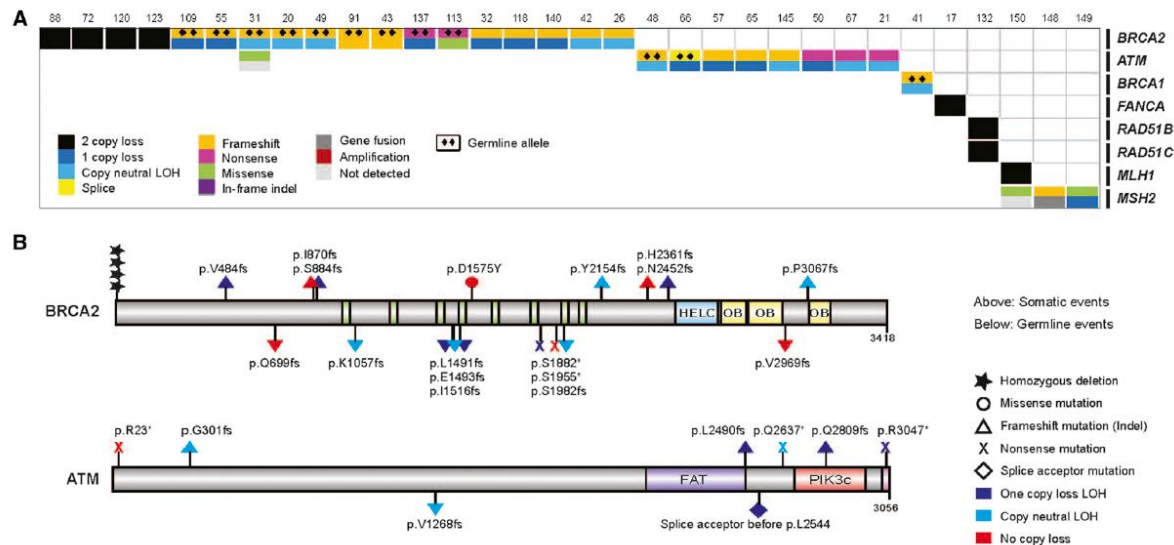 A
88 72 120 123 109 55 31 20 49 91 43 137 113 32 118 140 42 26 48 66 57 65 145 50 67 21 41 17 132 150 148 149
BRCA2
ATM
BRCA1
FANCA
RAD51B
RAD51C
MLH1
MSH2
2 copy loss
1 copy loss
Copy neutral LOH
Splice
Frameshift
Nonsense
Missense
In-frame indel
Gene fusion
Amplification
Not detected
Germline allele
B
p.I870fs
p.H2361fs
p.V484fs p.S884fs p.D1575Y p.Y2154fs p.N2452fs p.P3067fs
BRCA2
HELC OB OB OB
3418
p.Q699fs p.K1057fs p.L1491fs p.S1882* p.V2969fs
p.E1493fs p.S1955*
p.I1516fs p.S1982fs
p.R23* p.G301fs p.L2490fs p.Q2637* p.Q2809fs p.R3047*
ATM
FAT PIK3c
3056
p.V1268fs Splice acceptor before p.L2544
Above: Somatic events
Below: Germline events
Homozygous deletion
Missense mutation
Frameshift mutation (Indel)
X Nonsense mutation
Splice acceptor mutation
One copy loss LOH
Copy neutral LOH
No copy loss